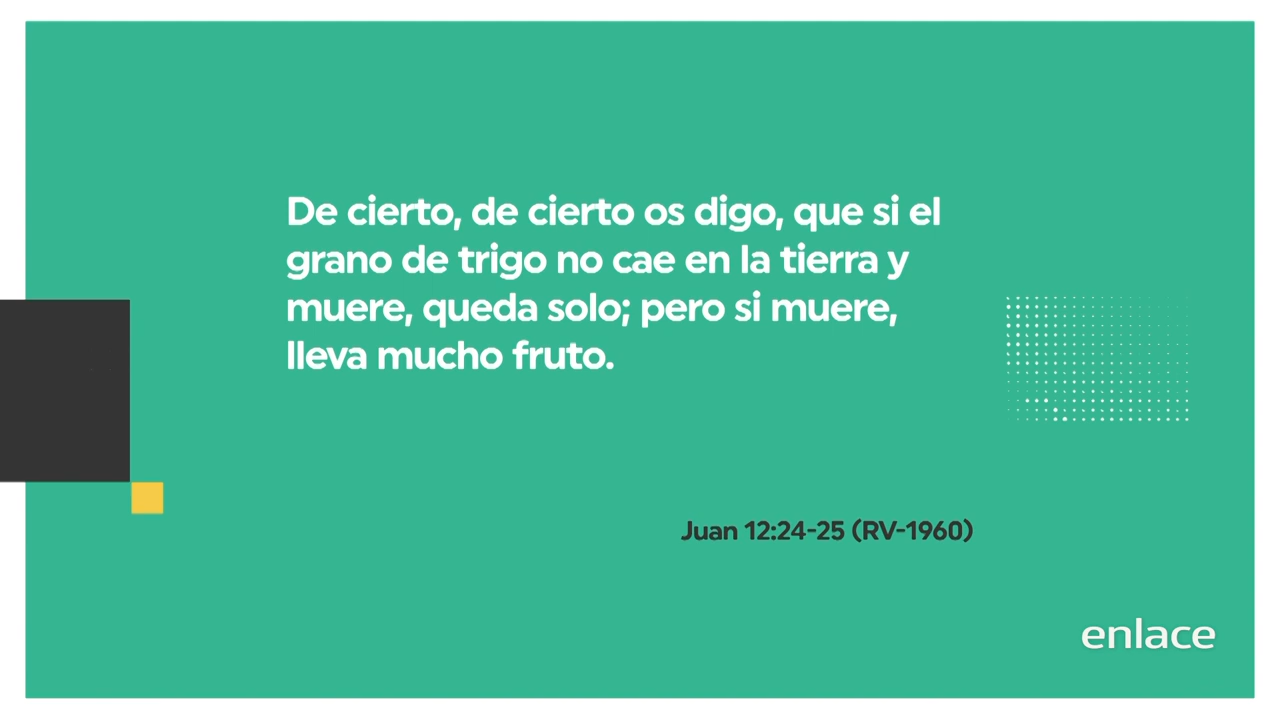 De cierto, de cierto os digo, que si el
grano de trigo no cae en la tierra y
muere, queda solo; pero si muere,
lleva mucho fruto.
Juan 12:24-25 (RV-1960)
enlace